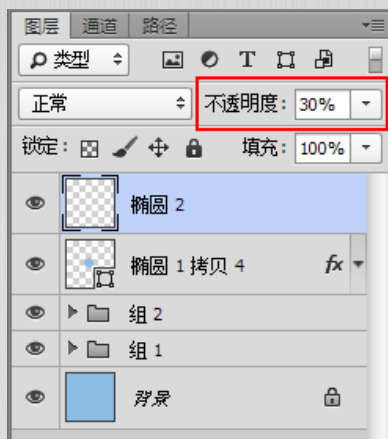 图层 通道 路径
类型
正常 不透明度: 30%
锁定: 填充: 100%
椭圆 2
椭圆 1 拷贝 4 fx
组 2
组 1
背景